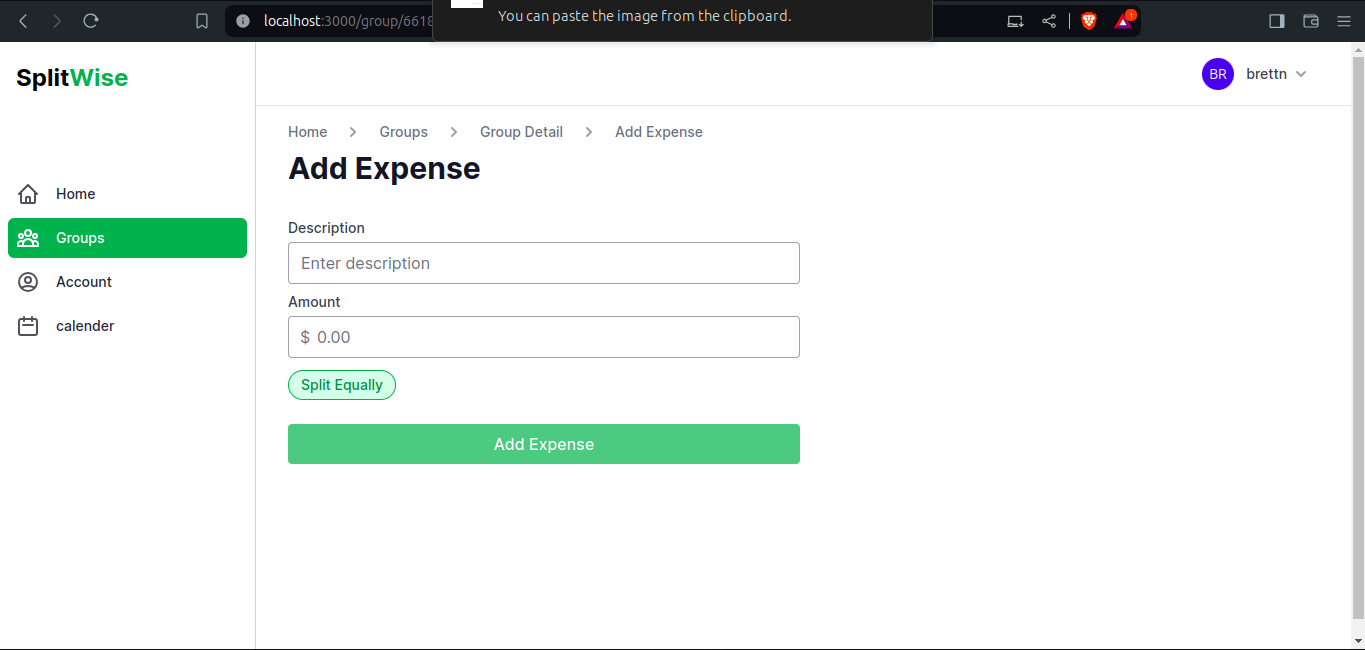 localhost:3000/group/6618
You can paste the image from the clipboard.
1
SplitWise
BR
brettn
Home
Groups
Account
calender
Home
Groups
Group Detail
Add Expense
Add Expense
Description
Enter description
Amount
$ 0.00
Split Equally
Add Expense